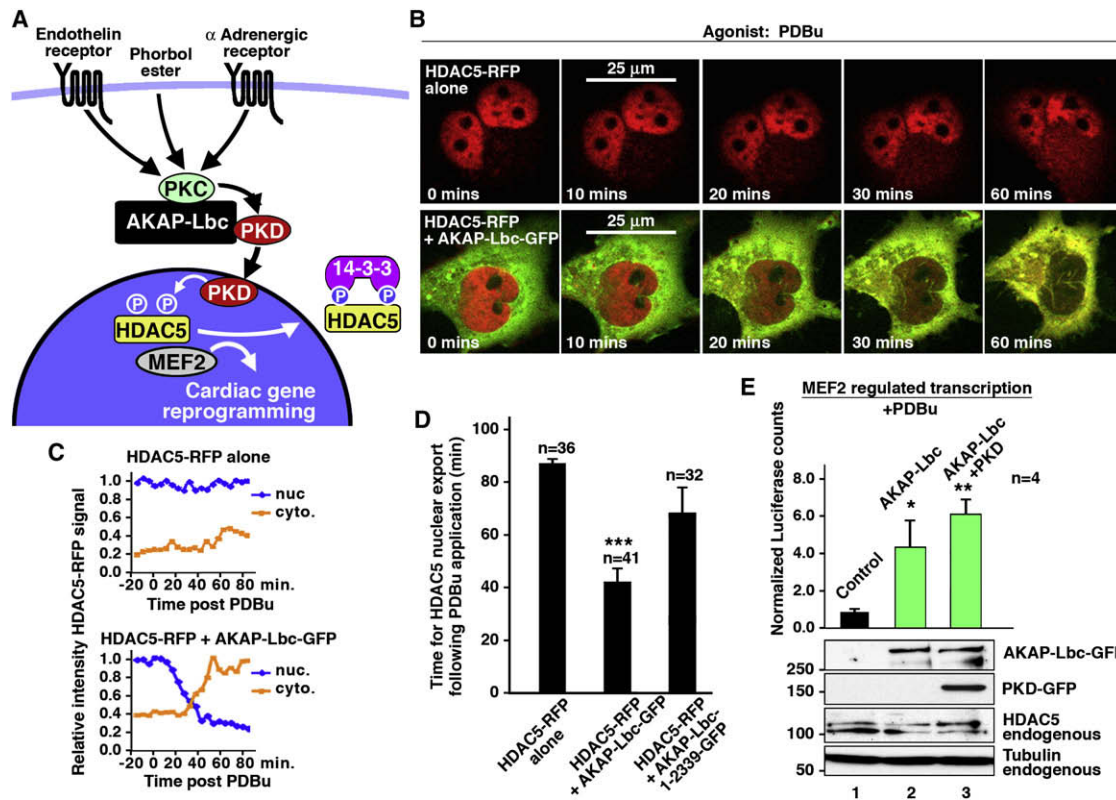 A
Endothelin
receptor
Phorbol
ester
α Adrenergic
receptor
PKC
AKAP-Lbc
PKD
PKD
14-3-3
P P
HDAC5
P P
HDAC5
MEF2
Cardiac gene
reprogramming
B
Agonist: PDBu
HDAC5-RFP
alone
25 μm
0 mins
10 mins
20 mins
30 mins
60 mins
HDAC5-RFP
+ AKAP-Lbc-GFP
25 μm
0 mins
10 mins
20 mins
30 mins
60 mins
C
Relative intensity HDAC5-RFP signal
HDAC5-RFP alone
1.0
0.8
0.6
0.4
0.2
0.0
nuc
cyto.
-20 0 20 40 60 80 min.
Time post PDBu
HDAC5-RFP + AKAP-Lbc-GFP
1.0
0.8
0.6
0.4
0.2
0.0
nuc.
cyto.
-20 0 20 40 60 80 min.
Time post PDBu
D
Time for HDAC5 nuclear export
following PDBu application (min)
100
80
60
40
20
0
n=36
***
n=41
n=32
HDAC5-RFP
alone
HDAC5-RFP
+ AKAP-Lbc-GFP
HDAC5-RFP
+ AKAP-Lbc-
1-2339-GFP
E
MEF2 regulated transcription
+PDBu
Normalized Luciferase counts
8.0
6.0
4.0
2.0
0.0
Control
AKAP-Lbc
*
AKAP-Lbc
+PKD
**
n=4
250
AKAP-Lbc-GFP
150
PKD-GFP
100
HDAC5
endogenous
50
Tubulin
endogenous
1 2 3